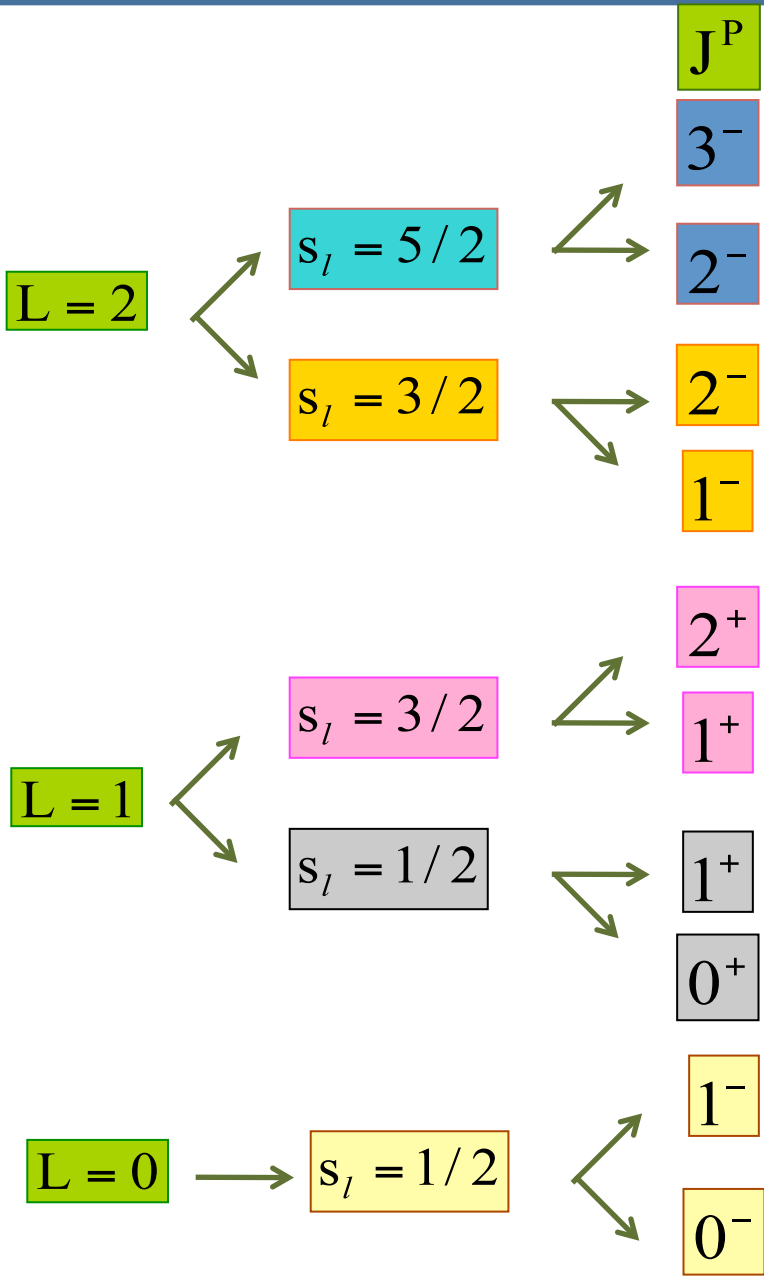 J^P
3⁻
s_l = 5/2
2⁻
L = 2
s_l = 3/2
2⁻
1⁻
2⁺
s_l = 3/2
1⁺
L = 1
s_l = 1/2
1⁺
0⁺
1⁻
L = 0
s_l = 1/2
0⁻